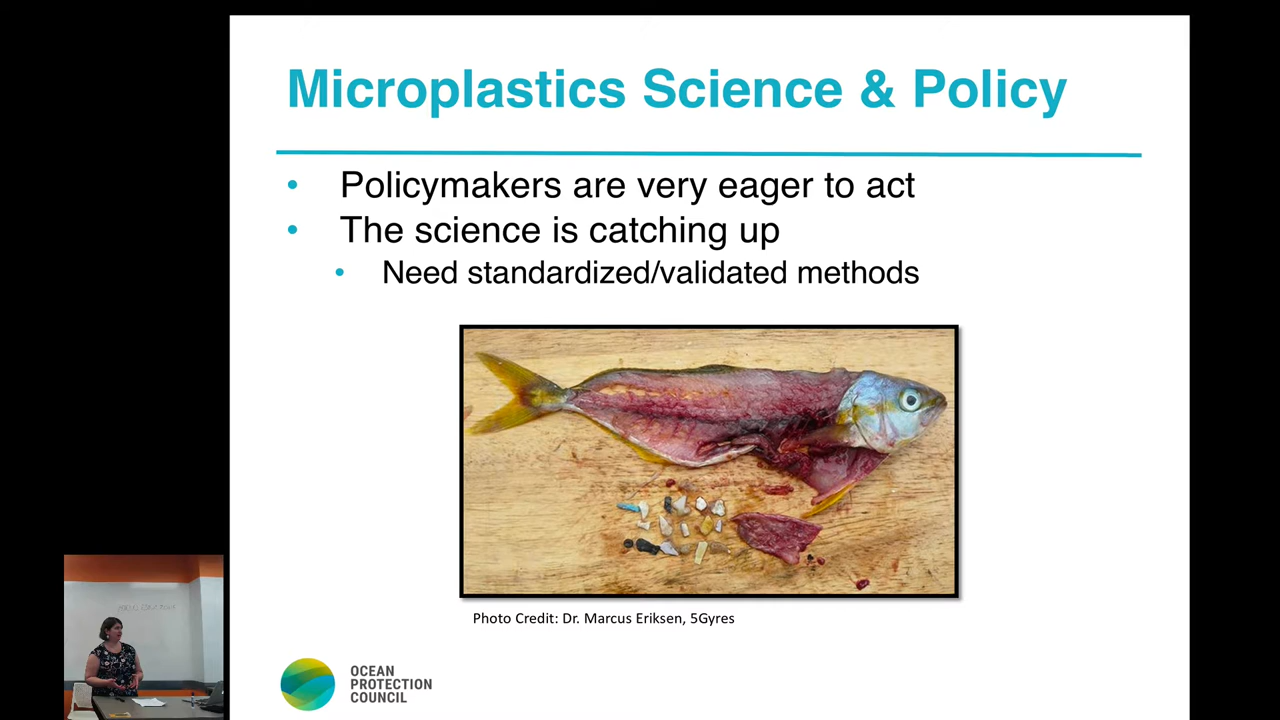 Microplastics Science & Policy
• Policymakers are very eager to act
• The science is catching up
• Need standardized/validated methods
Photo Credit: Dr. Marcus Eriksen, 5Gyres
OCEAN
PROTECTION
COUNCIL